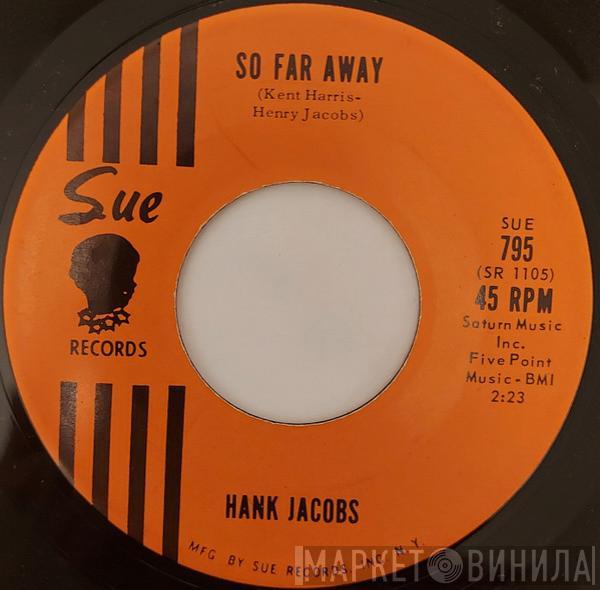 SO FAR AWAY
(Kent Harris-
Henry Jacobs)
Sue
RECORDS
SUE
795
(SR 1105)
45 RPM
Saturn Music
Inc.
Five Point
Music-BMI
2:23
HANK JACOBS
MFG BY SUE RECORDS INC. N.Y.
МАРКЕТ ВИНИЛА